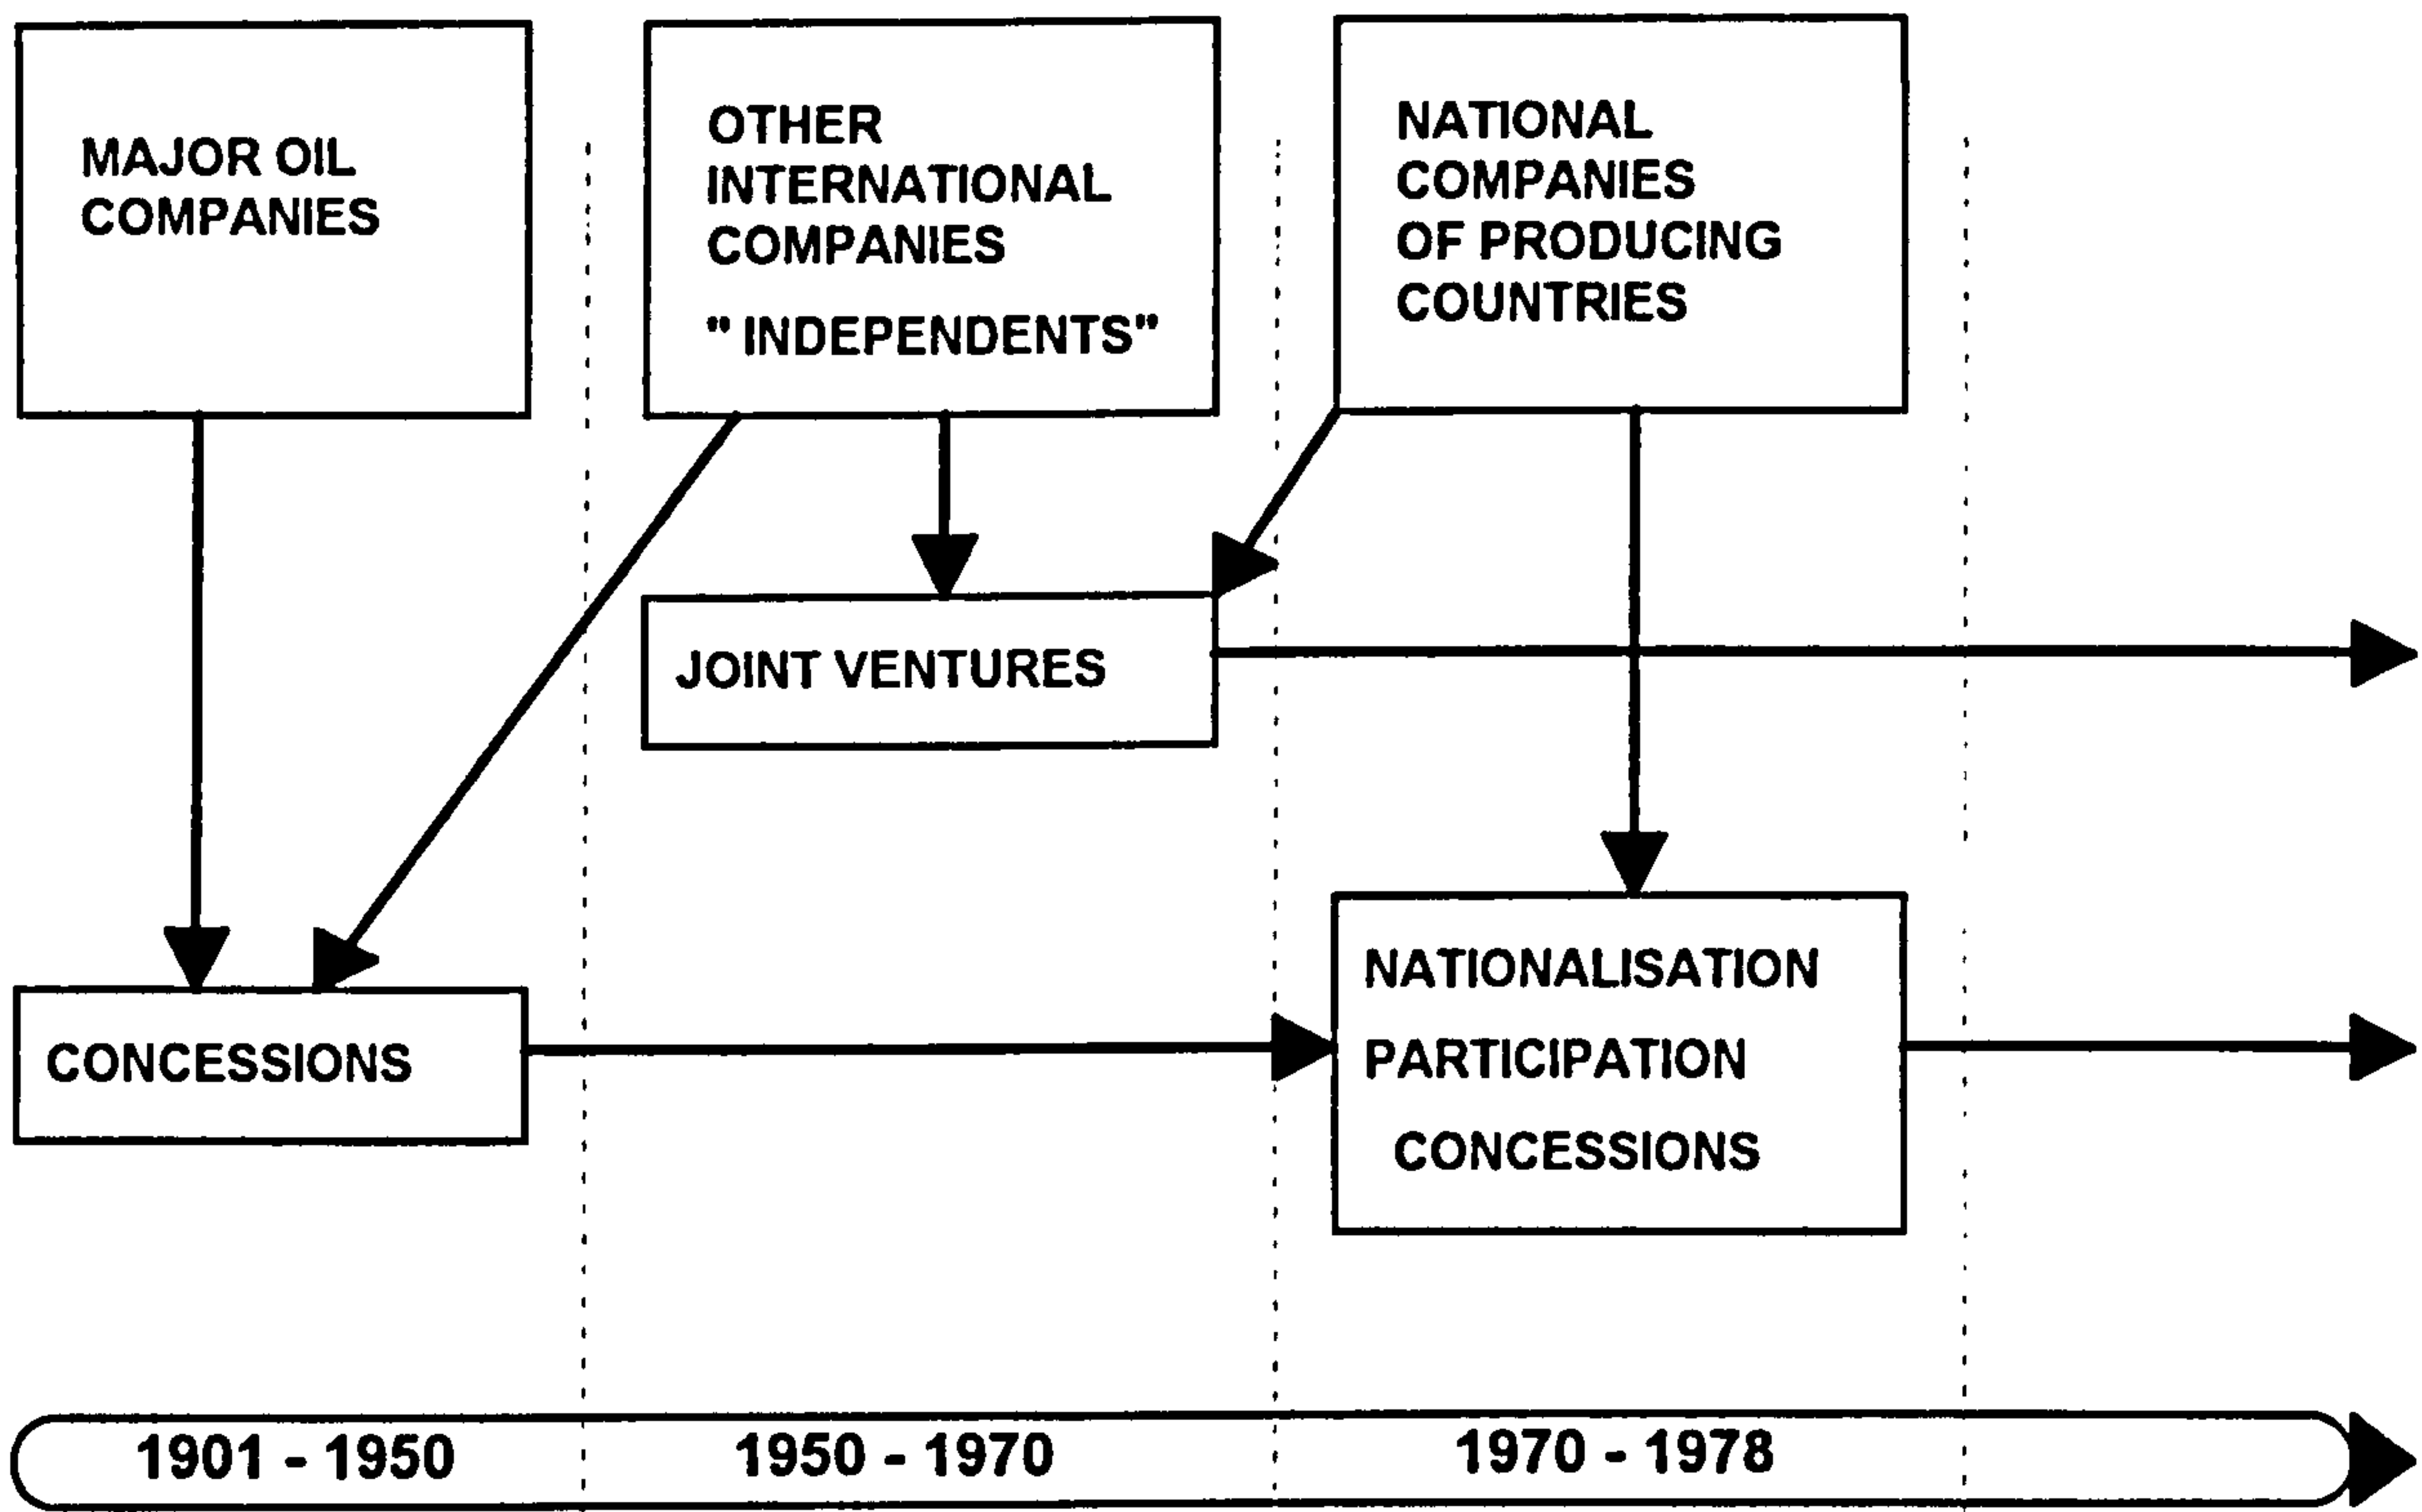 MAJOR OIL
COMPANIES
OTHER
INTERNATIONAL
COMPANIES
" INDEPENDENTS"
NATIONAL
COMPANIES
OF PRODUCING
COUNTRIES
JOINT VENTURES
CONCESSIONS
NATIONALISATION
PARTICIPATION
CONCESSIONS
1901 - 1950
1950 - 1970
1970 - 1978